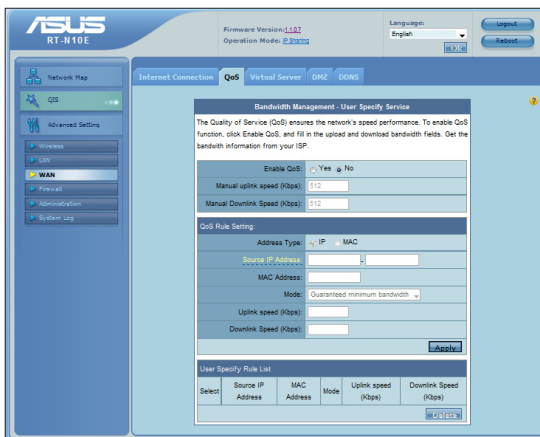 ASUS
RT-N10E
Firmware Version:1.1.0.7
Operation Mode: IP Sharing
Language:
English
Logout
Reboot
Network Map
QIS
Advanced Setting
Wireless
LAN
WAN
Firewall
Administration
System Log
Internet Connection QoS Virtual Server DMZ DDNS
Bandwidth Management - User Specify Service
The Quality of Service (QoS) ensures the network's speed performance. To enable QoS
function, click Enable QoS, and fill in the upload and download bandwidth fields. Get the
bandwith information from your ISP.
Enable QoS: Yes No
Manual uplink speed (Kbps): 512
Manual Downlink Speed (Kbps): 512
QoS Rule Setting:
Address Type: IP MAC
Source IP Address: -
MAC Address:
Mode: Guaranteed minimum bandwidth
Uplink speed (Kbps):
Downlink Speed (Kbps):
Apply
User Specify Rule List
Select Source IP Address MAC Address Mode Uplink speed (Kbps) Downlink Speed (Kbps)
Delete